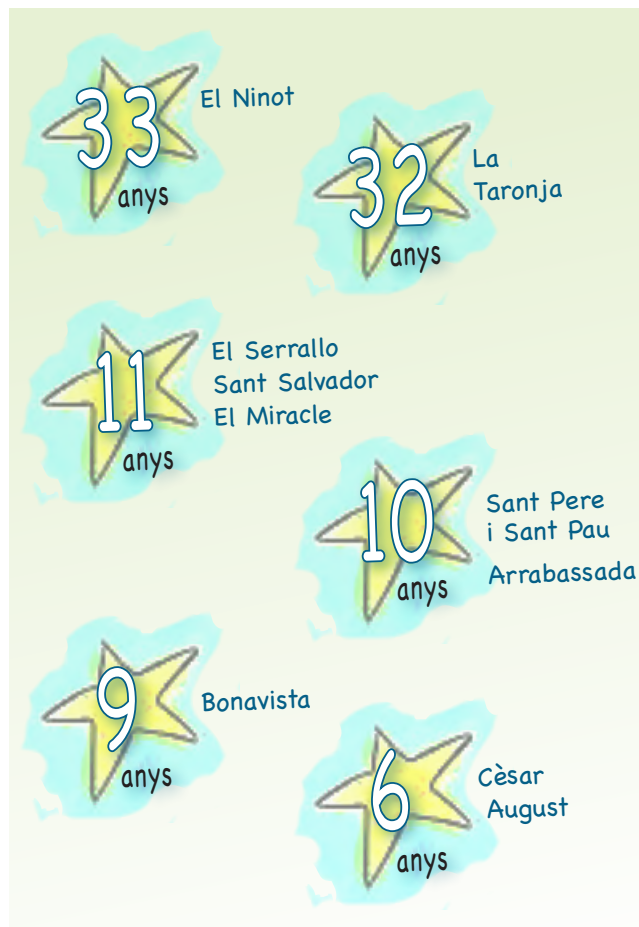 33
anys
El Ninot
32
anys
La
Taronja
11
anys
El Serrallo
Sant Salvador
El Miracle
10
anys
Sant Pere
i Sant Pau
Arrabassada
9
anys
Bonavista
6
anys
Cèsar
August